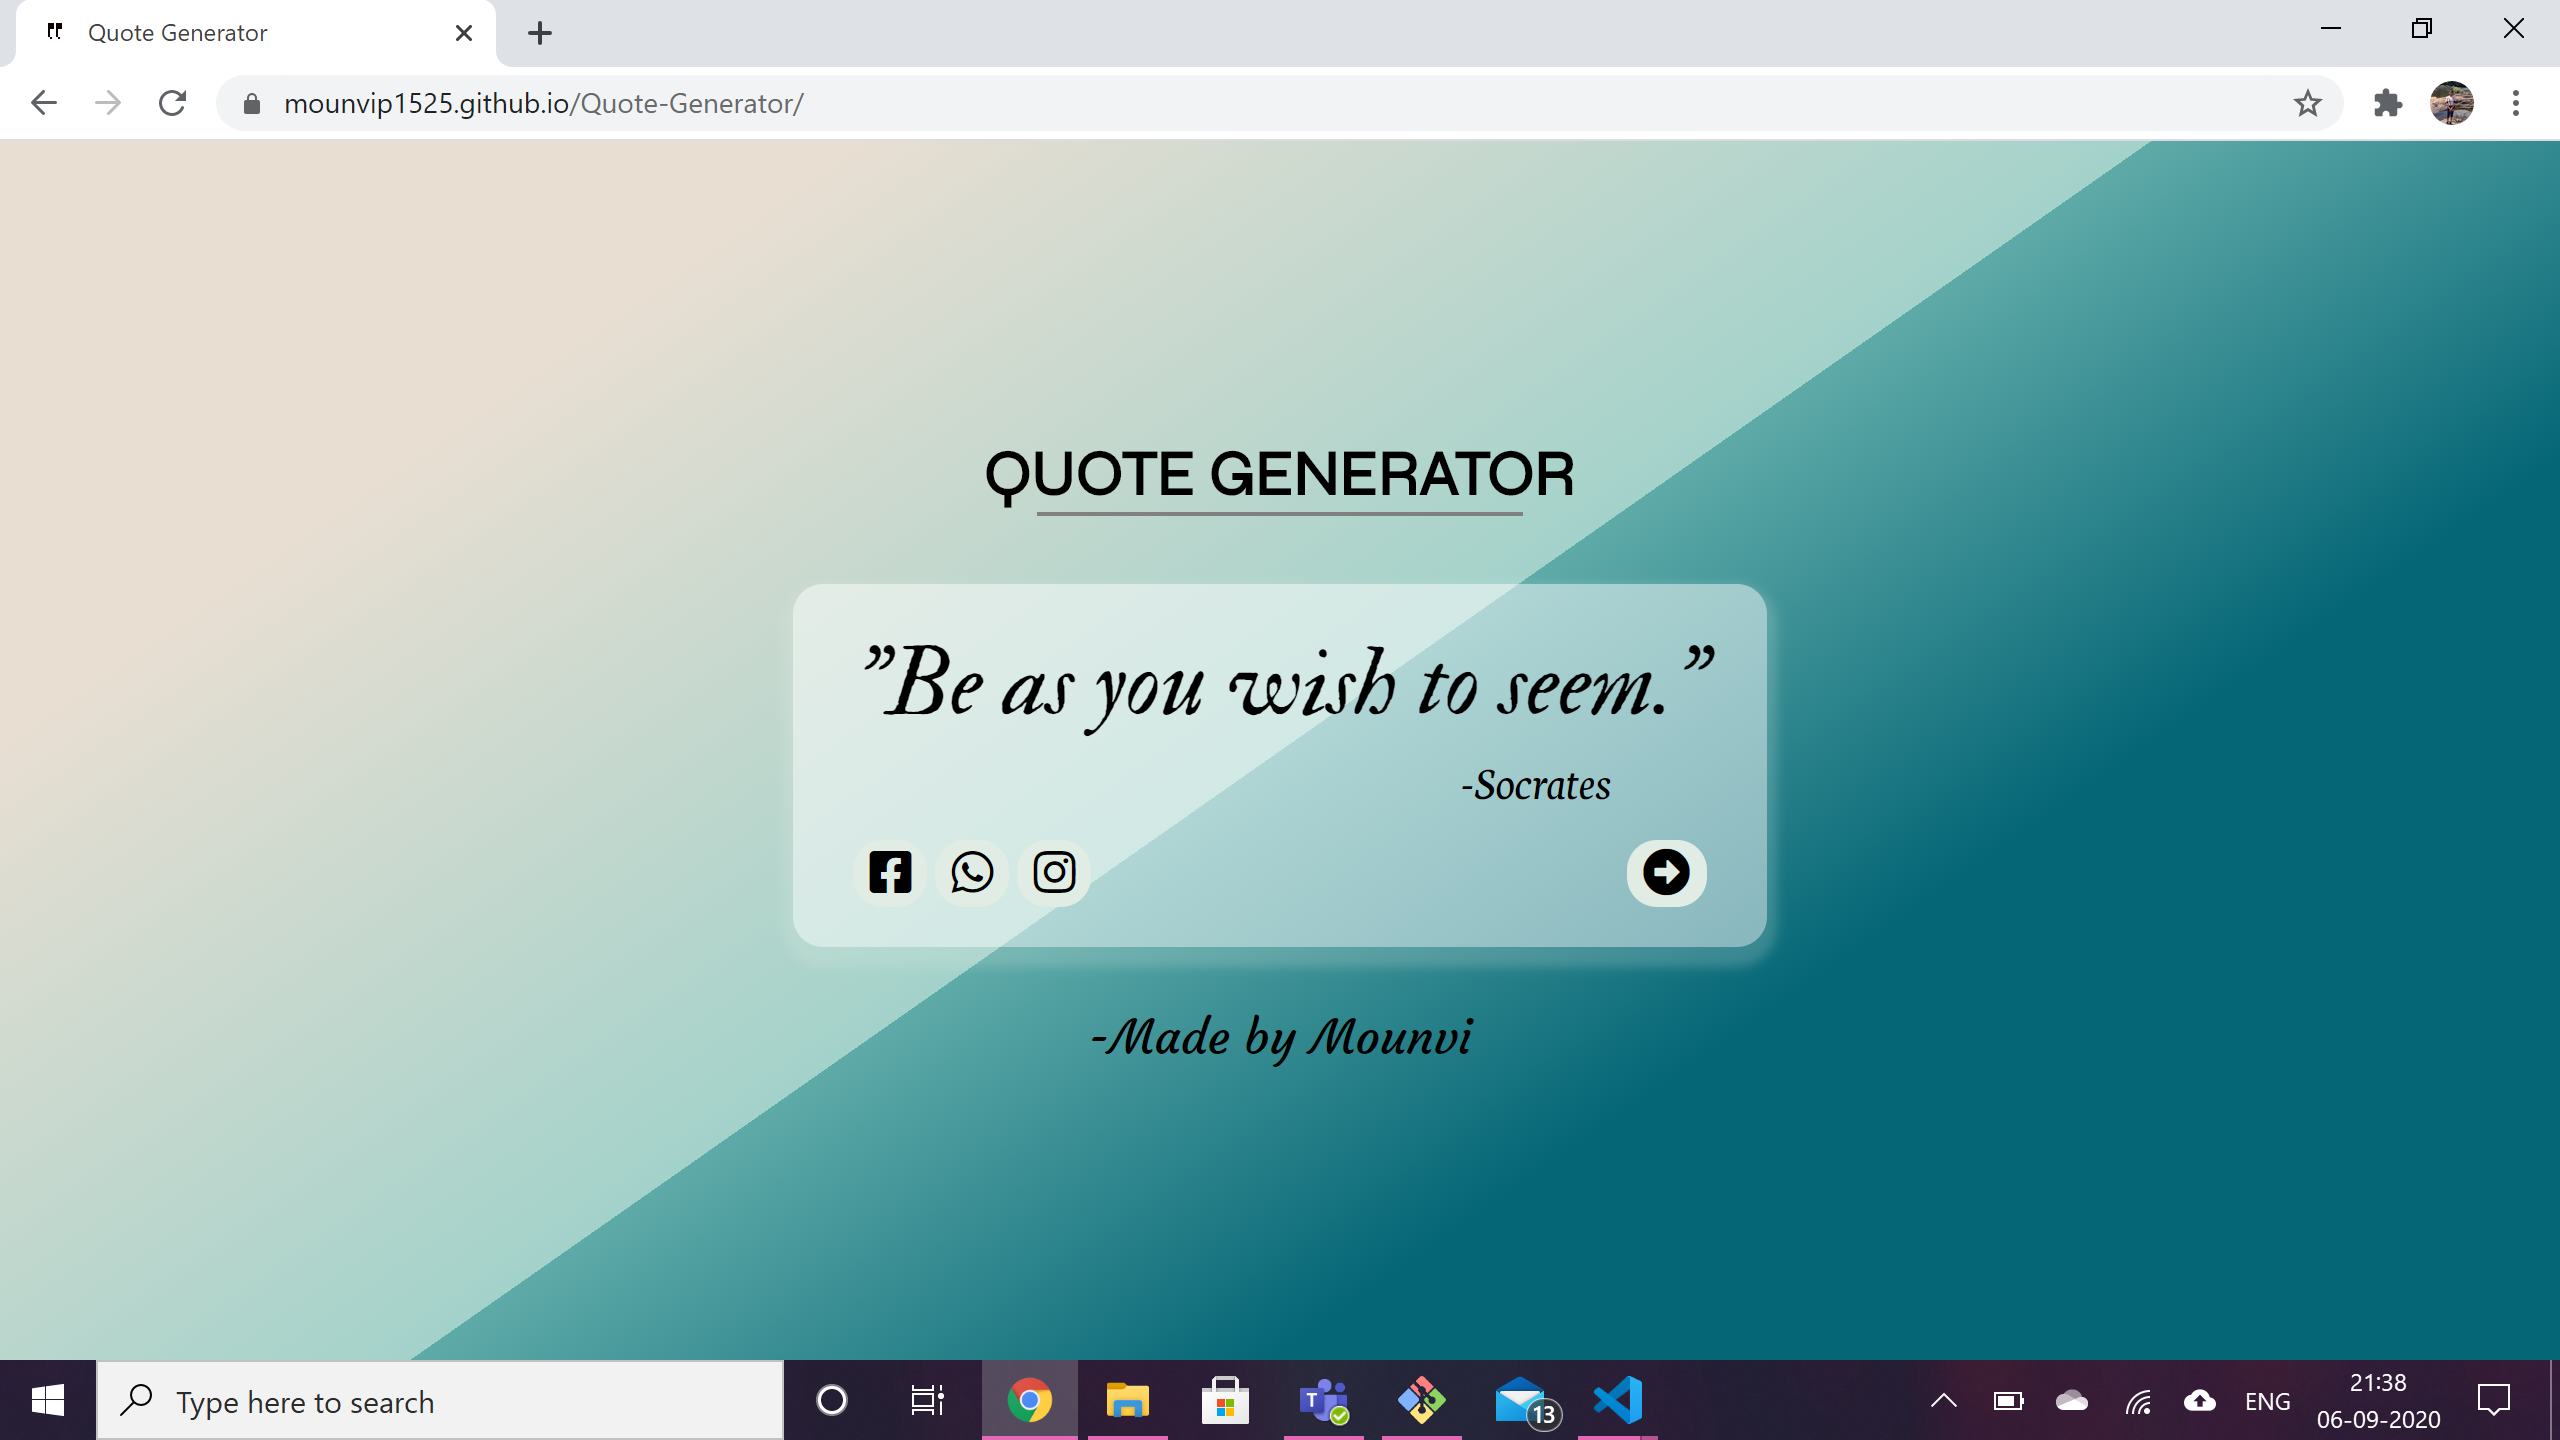 Quote Generator
mounvip1525.github.io/Quote-Generator/
QUOTE GENERATOR
”Be as you wish to seem.”
-Socrates
-Made by Mounvi
Type here to search
T
13
ENG
21:38
06-09-2020